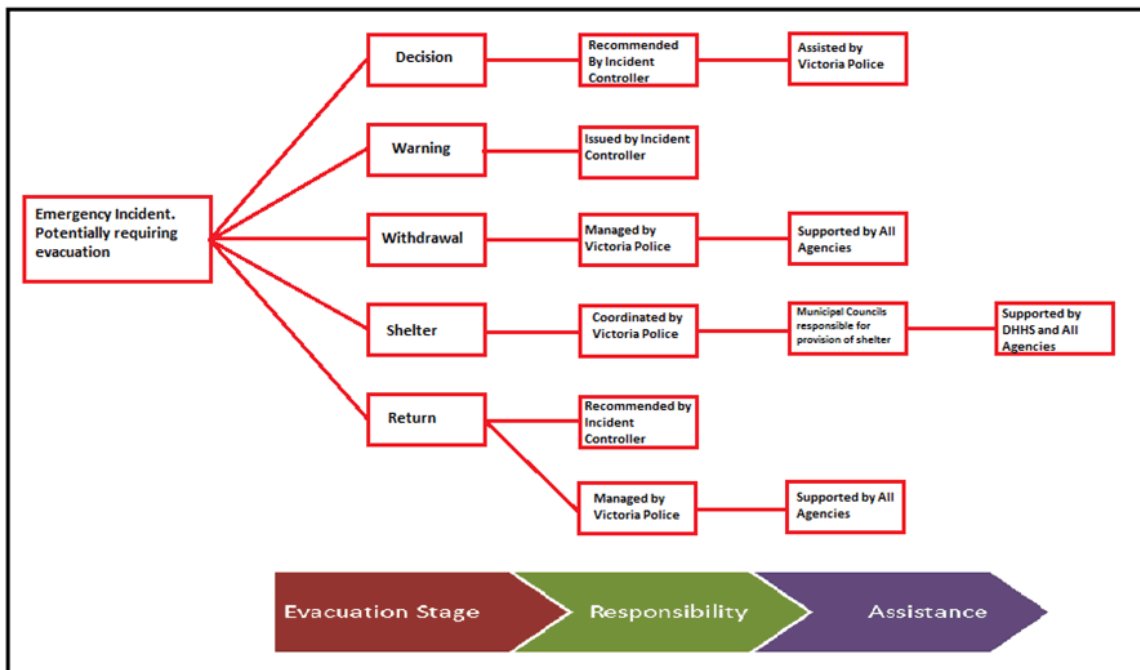 Decision
Recommended
By Incident
Controller
Assisted by
Victoria Police
Warning
Issued by Incident
Controller
Emergency Incident.
Potentially requiring
evacuation
Withdrawal
Managed by
Victoria Police
Supported by All
Agencies
Shelter
Coordinated by
Victoria Police
Municipal Councils
responsible for
provision of shelter
Supported by
DHHS and All
Agencies
Return
Recommended by
Incident
Controller
Managed by
Victoria Police
Supported by All
Agencies
Evacuation Stage
Responsibility
Assistance